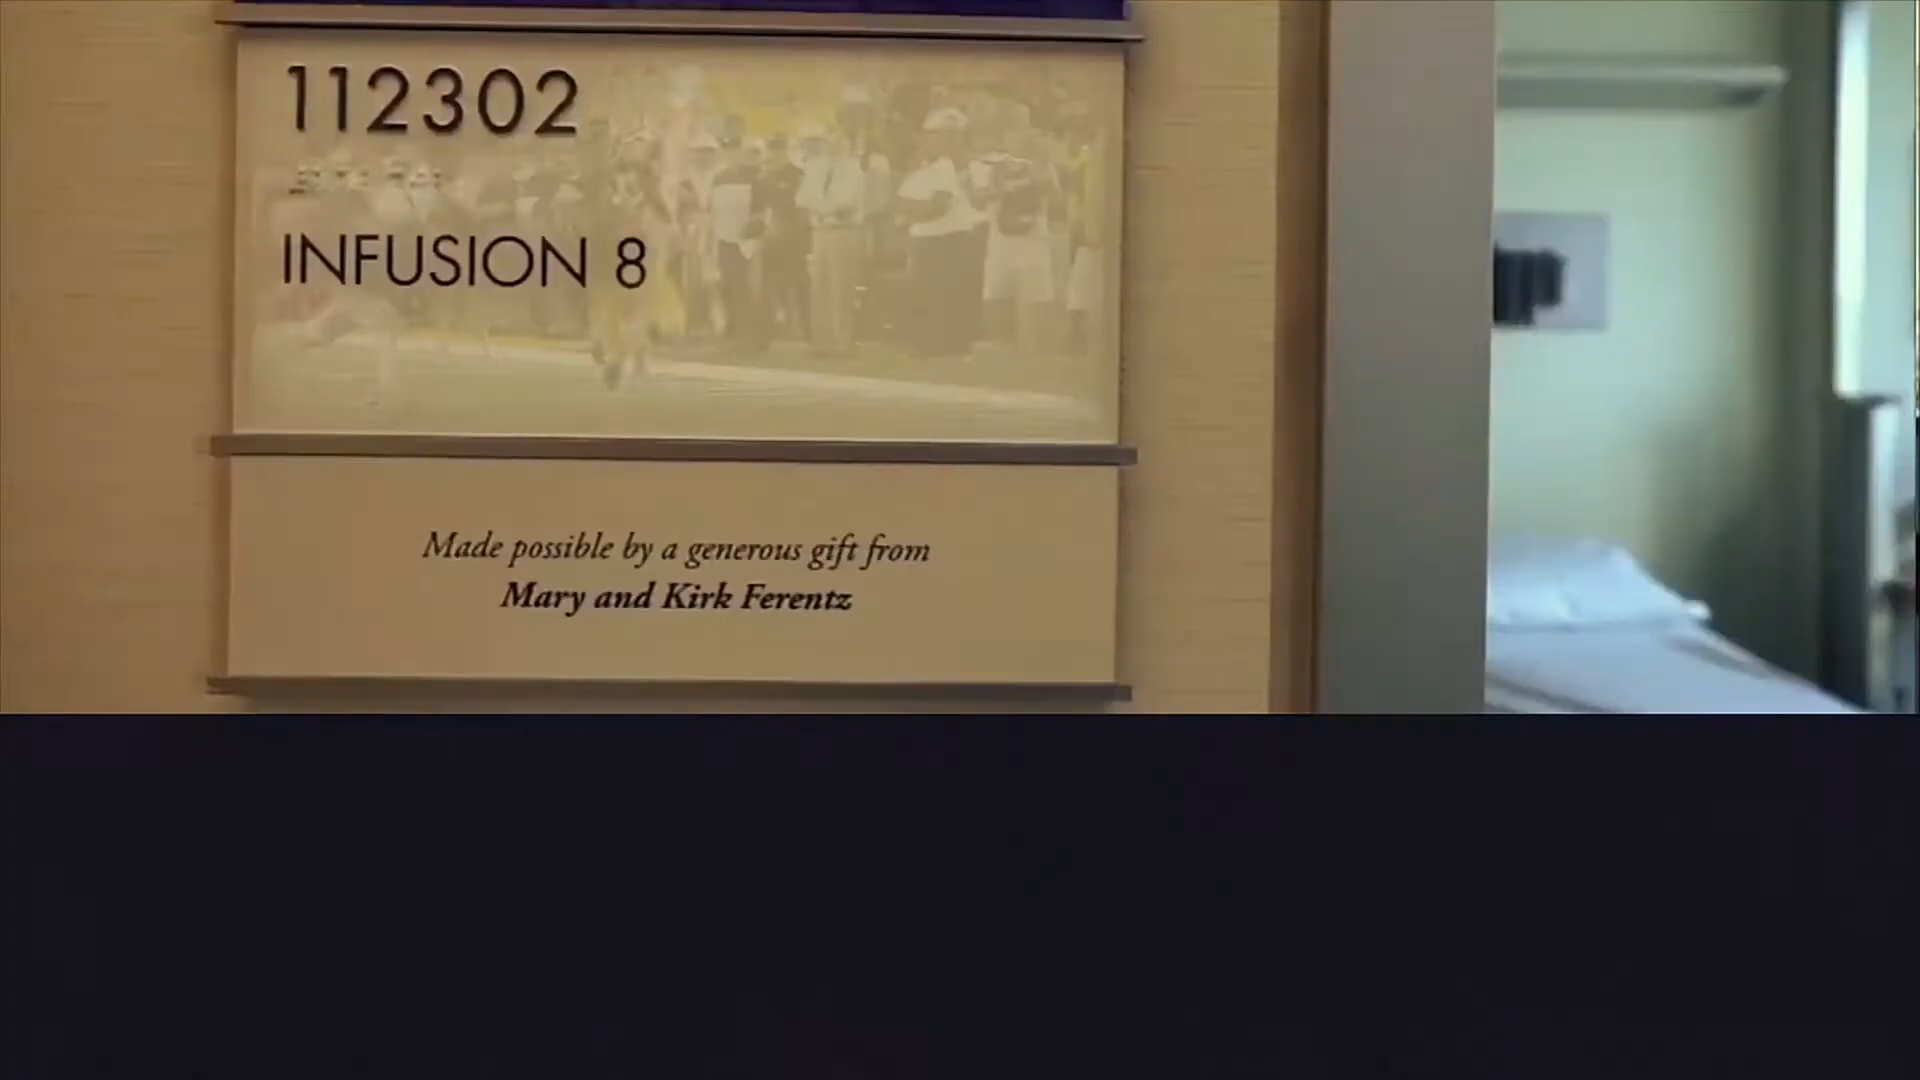 112302
INFUSION 8
Made possible by a generous gift from
Mary and Kirk Ferentz